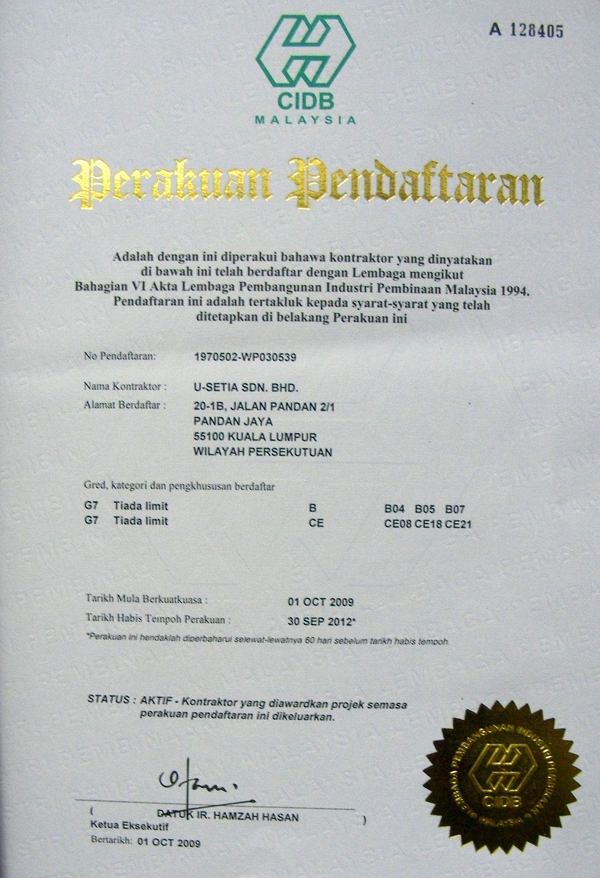 A 128405
CIDB
MALAYSIA
Perakuan Pendaftaran
Adalah dengan ini diperakui bahawa kontraktor yang dinyatakan
di bawah ini telah berdaftar dengan Lembaga mengikut
Bahagian VI Akta Lembaga Pembangunan Industri Pembinaan Malaysia 1994.
Pendaftaran ini adalah tertakluk kepada syarat-syarat yang telah
ditetapkan di belakang Perakuan ini
No Pendaftaran: 1970502-WP030539
Nama Kontraktor : U-SETIA SDN. BHD.
Alamat Berdaftar : 20-1B, JALAN PANDAN 2/1
PANDAN JAYA
55100 KUALA LUMPUR
WILAYAH PERSEKUTUAN
Gred, kategori dan pengkhususan berdaftar
G7 Tiada limit B B04 B05 B07
G7 Tiada limit CE CE08 CE18 CE21
Tarikh Mula Berkuatkuasa : 01 OCT 2009
Tarikh Habis Tempoh Perakuan : 30 SEP 2012*
*Perakuan ini hendaklah diperbaharui selewat-lewatnya 60 hari sebelum tarikh habis tempoh.
STATUS : AKTIF - Kontraktor yang diawardkan projek semasa
perakuan pendaftaran ini dikeluarkan.
( DATUK IR. HAMZAH HASAN )
Ketua Eksekutif
Bertarikh: 01 OCT 2009
LEMBAGA PEMBANGUNAN INDUSTRI PEMBINAAN
CIDB
MALAYSIA